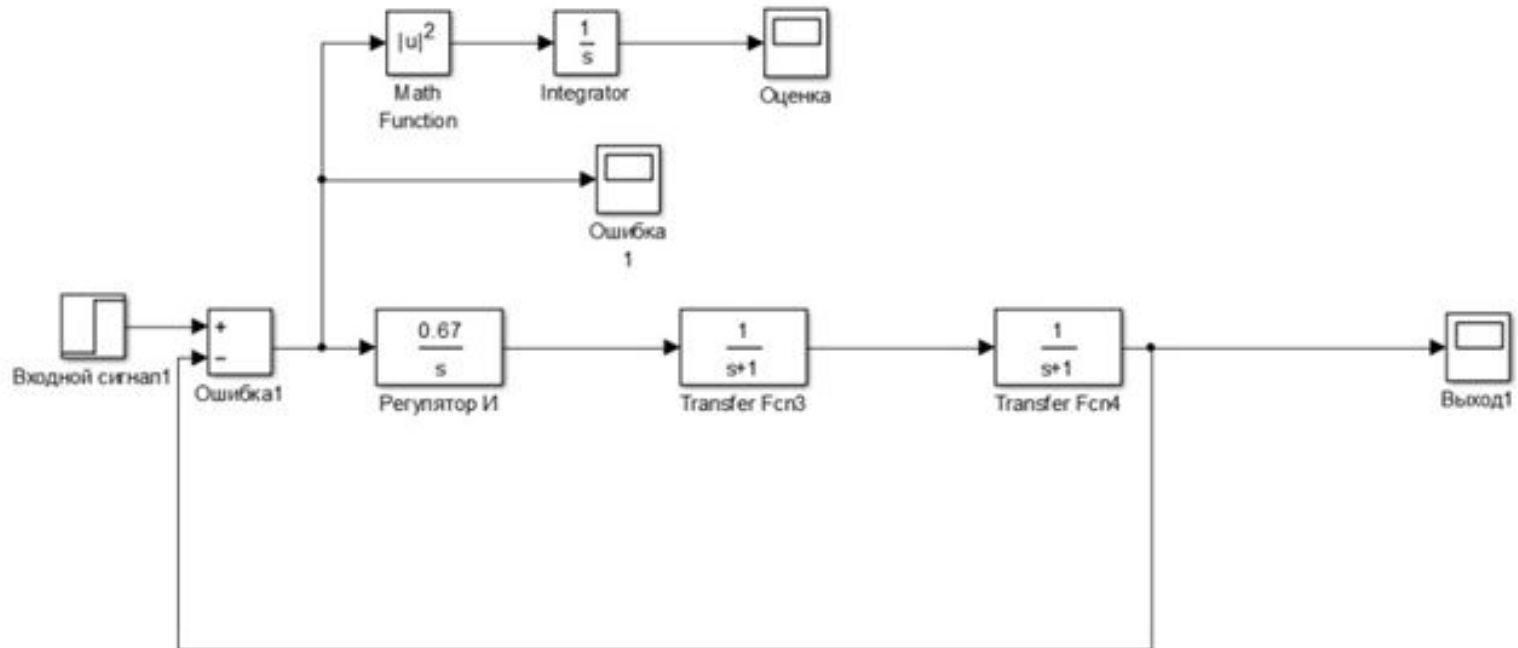 |u|²
Math
Function
1
s
Integrator
Оценка
Ошибка
1
Входной сигнал1
+
−
Ошибка1
0.67
s
Регулятор И
1
s+1
Transfer Fcn3
1
s+1
Transfer Fcn4
Выход1